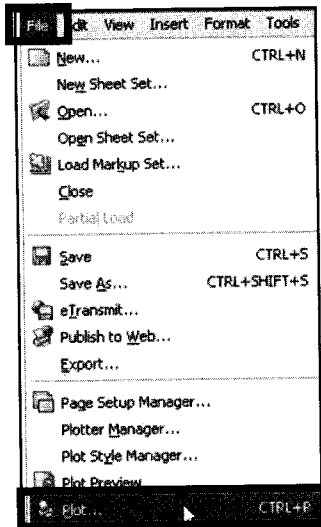 File Edit View Insert Format Tools
New... CTRL+N
New Sheet Set...
Open... CTRL+O
Open Sheet Set...
Load Markup Set...
Close
Partial Load
Save CTRL+S
Save As... CTRL+SHIFT+S
eTransmit...
Publish to Web...
Export...
Page Setup Manager...
Plotter Manager...
Plot Style Manager...
Plot Preview
Plot... CTRL+P